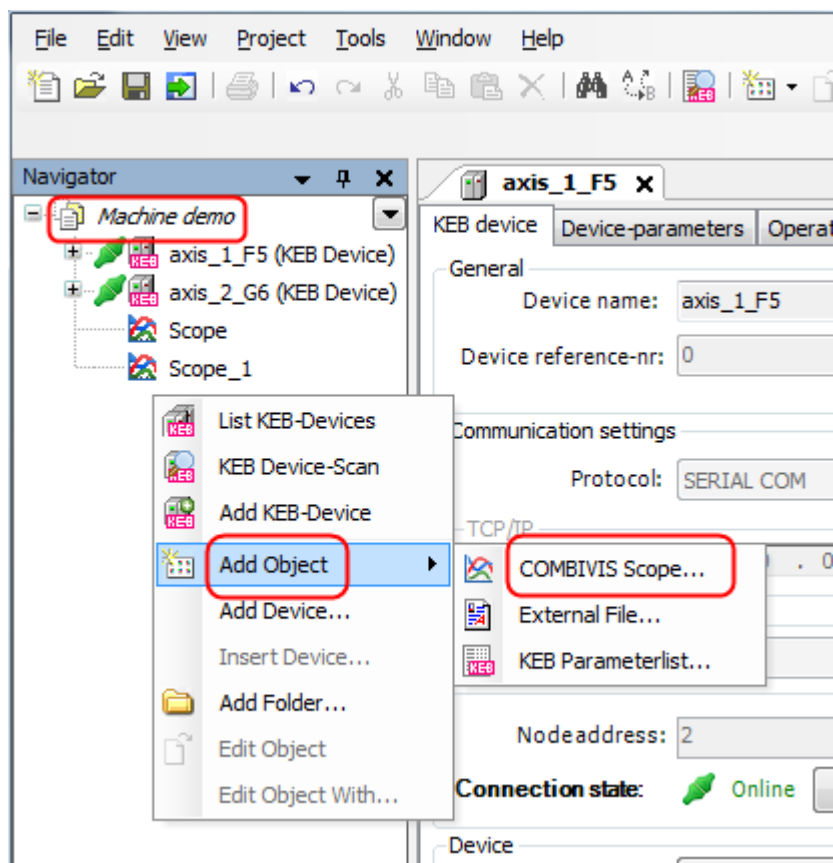 File Edit View Project Tools Window Help
Navigator
Machine demo
axis_1_F5 (KEB Device)
axis_2_G6 (KEB Device)
Scope
Scope_1
List KEB-Devices
KEB Device-Scan
Add KEB-Device
Add Object
Add Device...
Insert Device...
Add Folder...
Edit Object
Edit Object With...
COMBIVIS Scope...
External File...
KEB Parameterlist...
axis_1_F5
KEB device Device-parameters Operat
General
Device name: axis_1_F5
Device reference-nr: 0
Communication settings
Protocol: SERIAL COM
TCP/IP
. 0
Nodeaddress: 2
Connection state: Online
Device